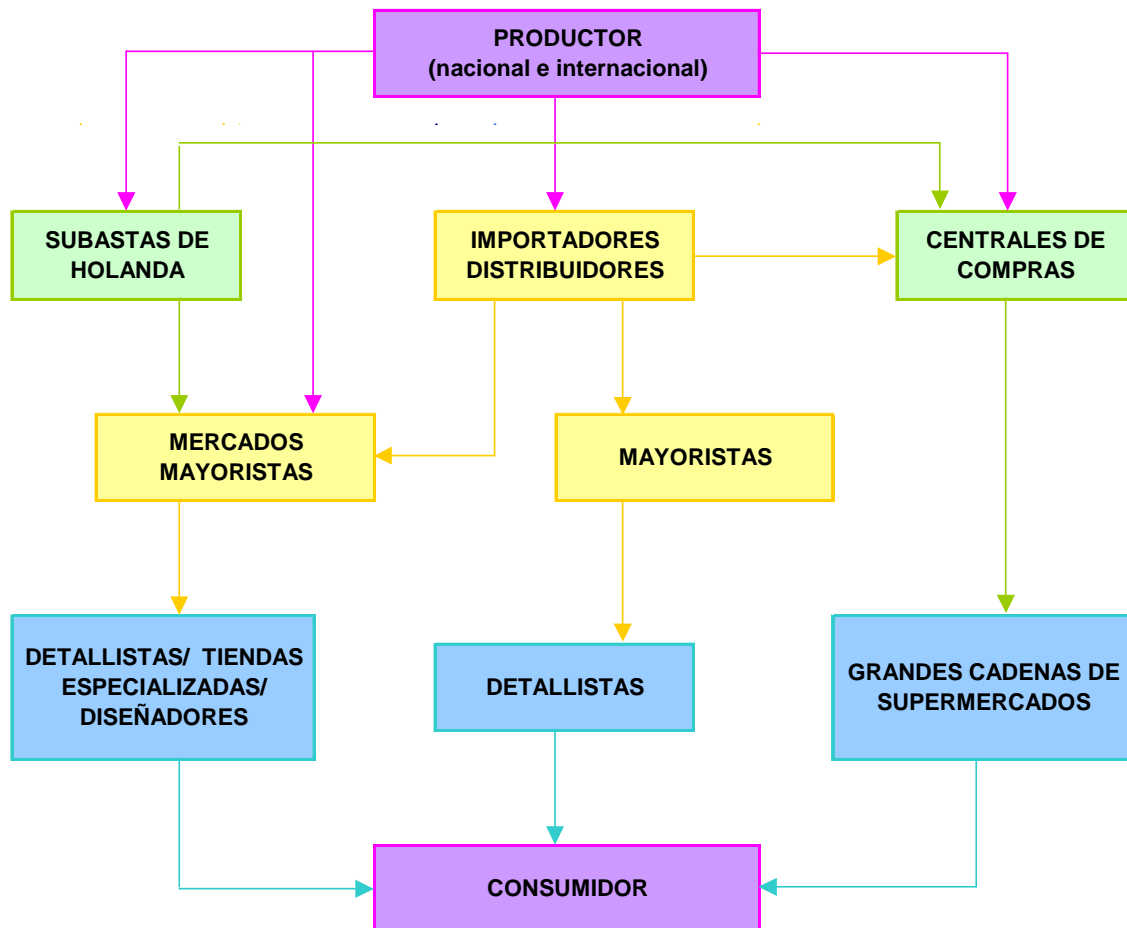 PRODUCTOR
(nacional e internacional)
SUBASTAS DE
HOLANDA
IMPORTADORES
DISTRIBUIDORES
CENTRALES DE
COMPRAS
MERCADOS
MAYORISTAS
MAYORISTAS
DETALLISTAS/ TIENDAS
ESPECIALIZADAS/
DISEÑADORES
DETALLISTAS
GRANDES CADENAS DE
SUPERMERCADOS
CONSUMIDOR